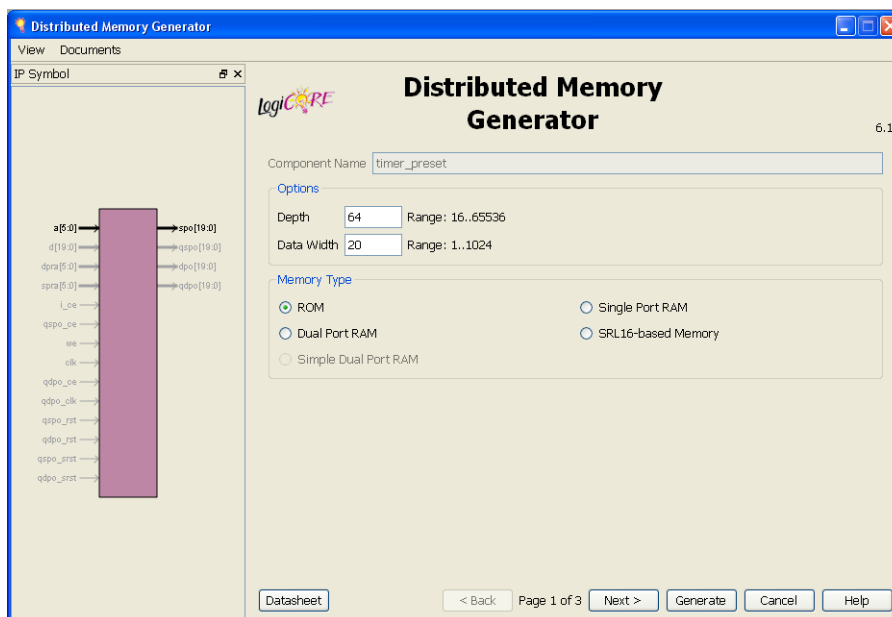 Distributed Memory Generator
View Documents
IP Symbol
LogiCORE
Distributed Memory
Generator
6.1
Component Name timer_preset
Options
Depth 64 Range: 16..65536
Data Width 20 Range: 1..1024
Memory Type
ROM Single Port RAM
Dual Port RAM SRL16-based Memory
Simple Dual Port RAM
a[5:0] spo[19:0]
d[19:0] qspo[19:0]
dpra[5:0] dpo[19:0]
spra[5:0] qdpo[19:0]
i_ce
qspo_ce
we
clk
qdpo_ce
qdpo_clk
qspo_rst
qdpo_rst
qspo_srst
qdpo_srst
Datasheet < Back Page 1 of 3 Next > Generate Cancel Help